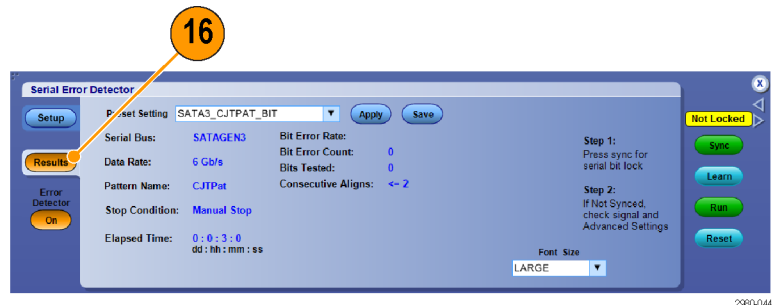 16
Serial Error Detector
X
Setup
Preset Setting
SATA3_CJTPAT_BIT
Apply
Save
Not Locked
Serial Bus:
SATAGEN3
Bit Error Rate:
Step 1:
Press sync for
serial bit lock
Sync
Results
Data Rate:
6 Gb/s
Bit Error Count:
0
Bits Tested:
0
Pattern Name:
CJTPat
Consecutive Aligns:
<- 2
Learn
Error
Detector
On
Stop Condition:
Manual Stop
Step 2:
If Not Synced,
check signal and
Advanced Settings
Run
Elapsed Time:
0 : 0 : 3 : 0
dd : hh : mm : ss
Reset
Font Size
LARGE
2980-044